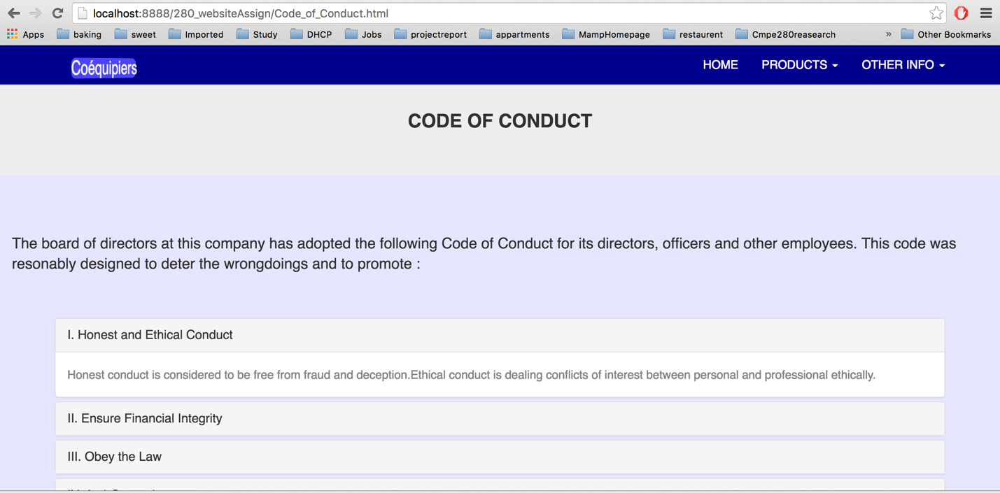 localhost:8888/280_websiteAssign/Code_of_Conduct.html
Apps baking sweet Imported Study DHCP Jobs projectreport appartments MampHomepage restaurent Cmpe280reasearch » Other Bookmarks
Coéquipiers HOME PRODUCTS OTHER INFO
CODE OF CONDUCT
The board of directors at this company has adopted the following Code of Conduct for its directors, officers and other employees. This code was
resonably designed to deter the wrongdoings and to promote :
I. Honest and Ethical Conduct
Honest conduct is considered to be free from fraud and deception.Ethical conduct is dealing conflicts of interest between personal and professional ethically.
II. Ensure Financial Integrity
III. Obey the Law